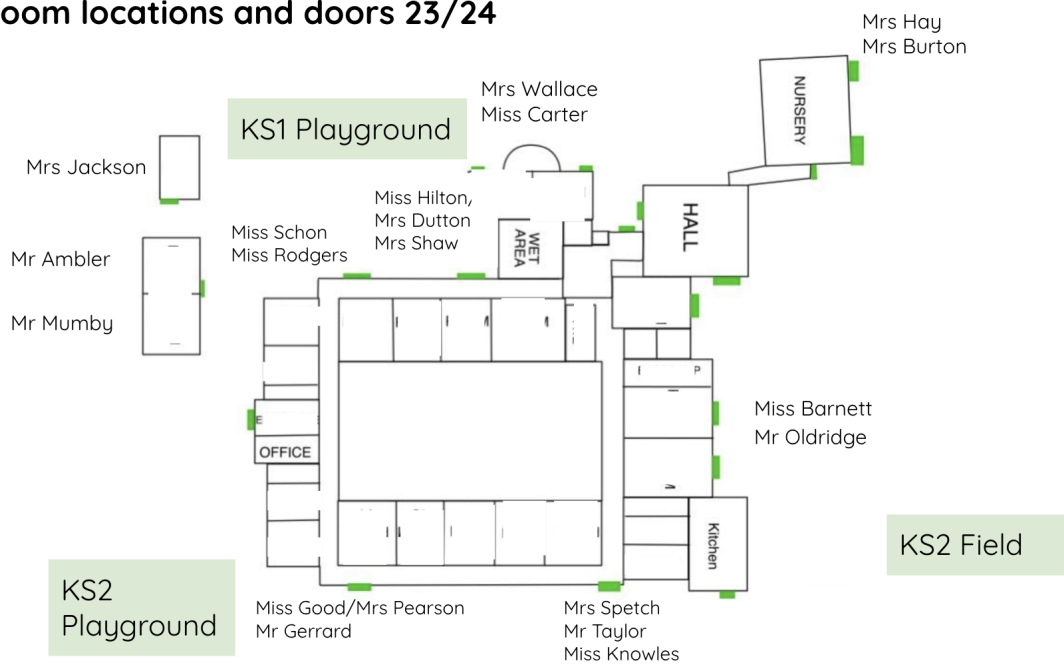 oom locations and doors 23/24
Mrs Hay
Mrs Burton
Mrs Wallace
Miss Carter
KS1 Playground
NURSERY
Mrs Jackson
Miss Hilton,
Mrs Dutton
Mrs Shaw
Miss Schon
Miss Rodgers
HALL
WET
AREA
Mr Ambler
Mr Mumby
P
E
OFFICE
Miss Barnett
Mr Oldridge
Kitchen
KS2 Field
KS2
Playground
Miss Good/Mrs Pearson
Mr Gerrard
Mrs Spetch
Mr Taylor
Miss Knowles